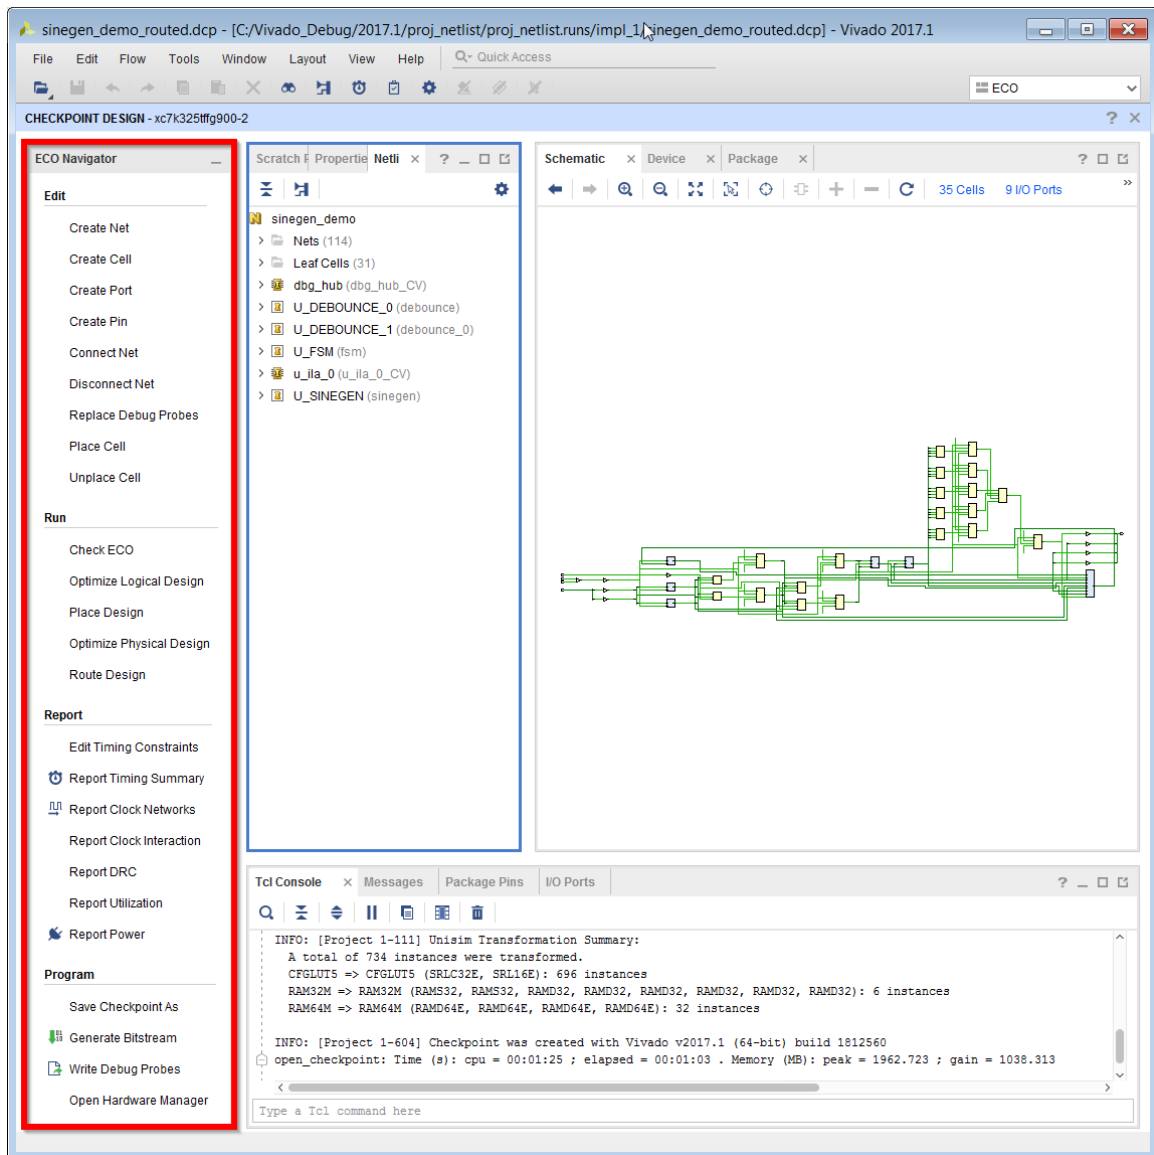 sinegen_demo_routed.dcp - [C:/Vivado_Debug/2017.1/proj_netlist/proj_netlist.runs/impl_1/sinegen_demo_routed.dcp] - Vivado 2017.1
File Edit Flow Tools Window Layout View Help Quick Access
ECO
CHECKPOINT DESIGN - xc7k325tffg900-2
ECO Navigator
Edit
Create Net
Create Cell
Create Port
Create Pin
Connect Net
Disconnect Net
Replace Debug Probes
Place Cell
Unplace Cell
Run
Check ECO
Optimize Logical Design
Place Design
Optimize Physical Design
Route Design
Report
Edit Timing Constraints
Report Timing Summary
Report Clock Networks
Report Clock Interaction
Report DRC
Report Utilization
Report Power
Program
Save Checkpoint As
Generate Bitstream
Write Debug Probes
Open Hardware Manager
Scratch Propertie Netli
sinegen_demo
Nets (114)
Leaf Cells (31)
dbg_hub (dbg_hub_CV)
U_DEBOUNCE_0 (debounce)
U_DEBOUNCE_1 (debounce_0)
U_FSM (fsm)
u_ila_0 (u_ila_0_CV)
U_SINEGEN (sinegen)
Schematic Device Package
35 Cells 9 I/O Ports
Tcl Console Messages Package Pins I/O Ports
INFO: [Project 1-111] Unisim Transformation Summary:
A total of 734 instances were transformed.
CFGLUT5 => CFGLUT5 (SRLC32E, SRL16E): 696 instances
RAM32M => RAM32M (RAMS32, RAMS32, RAMD32, RAMD32, RAMD32, RAMD32, RAMD32, RAMD32): 6 instances
RAM64M => RAM64M (RAMD64E, RAMD64E, RAMD64E, RAMD64E): 32 instances
INFO: [Project 1-604] Checkpoint was created with Vivado v2017.1 (64-bit) build 1812560
open_checkpoint: Time (s): cpu = 00:01:25 ; elapsed = 00:01:03 . Memory (MB): peak = 1962.723 ; gain = 1038.313
Type a Tcl command here